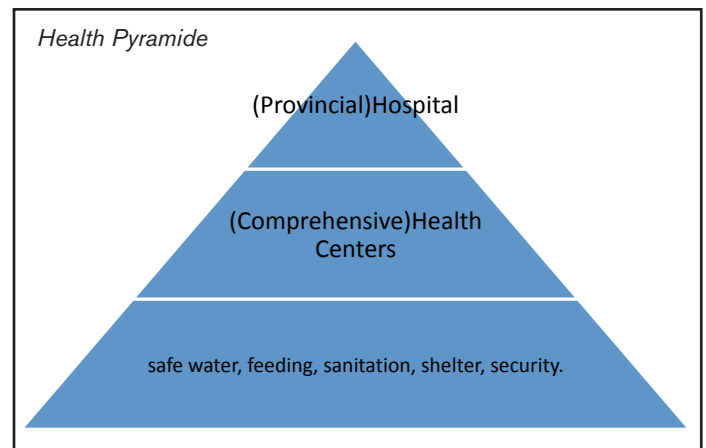 Health Pyramide
(Provincial)Hospital
(Comprehensive)Health
Centers
safe water, feeding, sanitation, shelter, security.